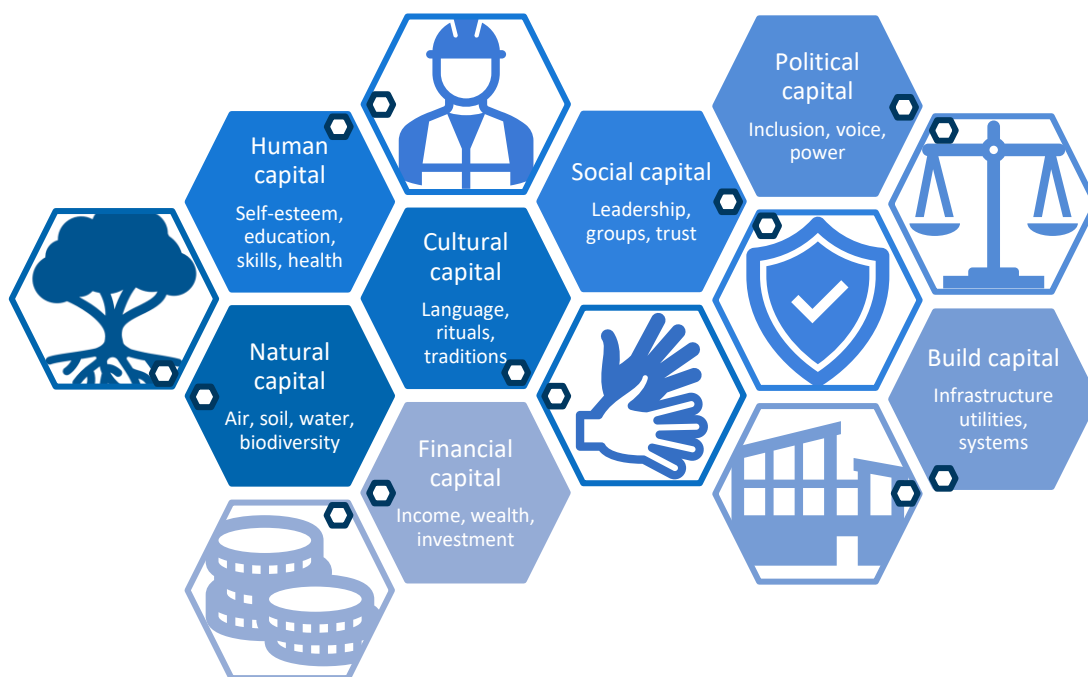 Political
capital
Inclusion, voice,
power
Human
capital
Self-esteem,
education,
skills, health
Social capital
Leadership,
groups, trust
Cultural
capital
Language,
rituals,
traditions
Natural
capital
Air, soil, water,
biodiversity
Build capital
Infrastructure
utilities,
systems
Financial
capital
Income, wealth,
investment